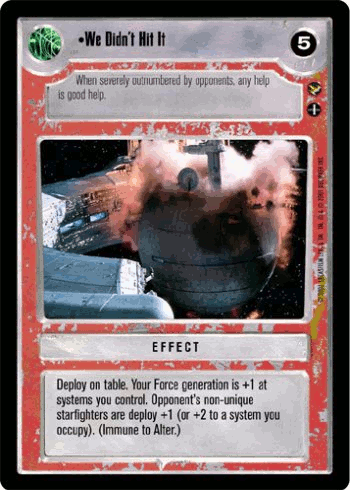 •We Didn't Hit It
5
When severely outnumbered by opponents, any help
is good help.
EFFECT
Deploy on table. Your Force generation is +1 at
systems you control. Opponent's non-unique
starfighters are deploy +1 (or +2 to a system you
occupy). (Immune to Alter.)